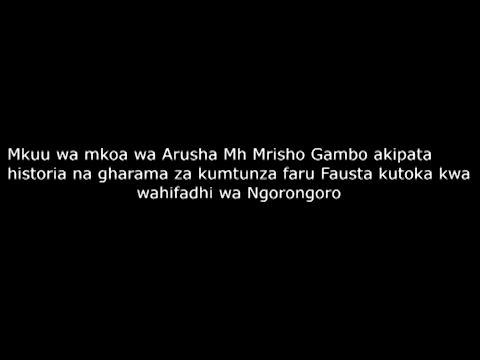 Mkuu wa mkoa wa Arusha Mh Mrisho Gambo akipata
historia na gharama za kumtunza faru Fausta kutoka kwa
wahifadhi wa Ngorongoro